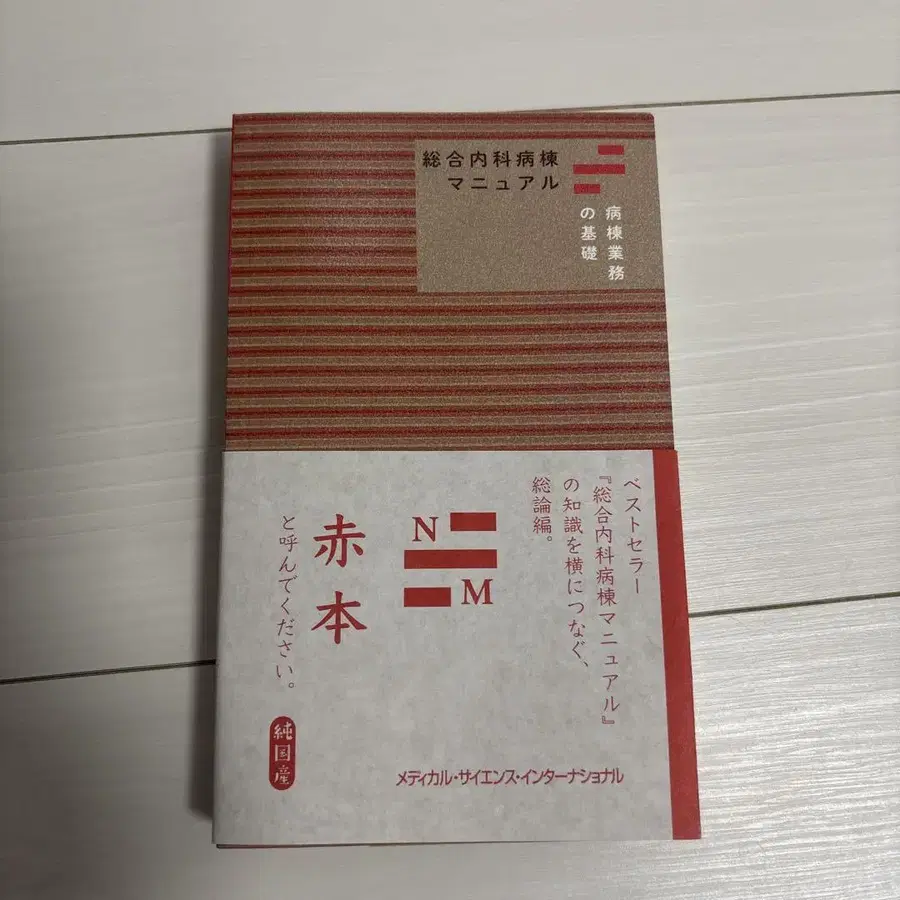 総合内科病棟
マニュアル
病棟業務
の基礎
ベストセラー
『総合内科病棟マニュアル』
の知識を横につなぐ、
総論編。
N
M
赤本
と呼んでください。
純国産
メディカル・サイエンス・インターナショナル